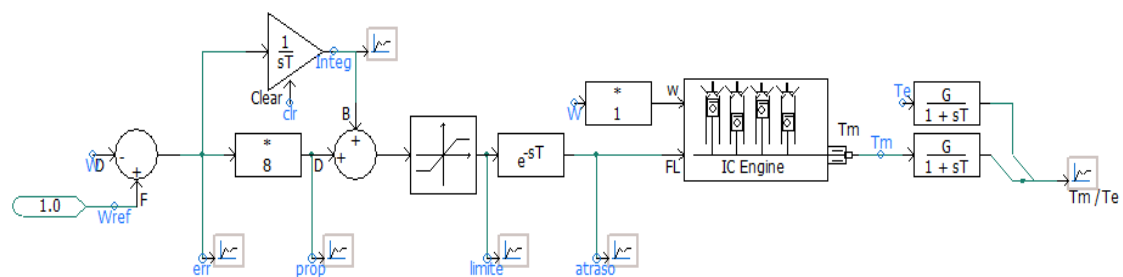 1
sT
Integ
Clear
clr
B
W
D
-
+
F
1.0
Wref
*
8
D
+
+
e^-sT
*
1
W
w
FL
IC Engine
Tm
Tm
Te
G
1 + sT
G
1 + sT
Tm/Te
err
prop
limite
atraso